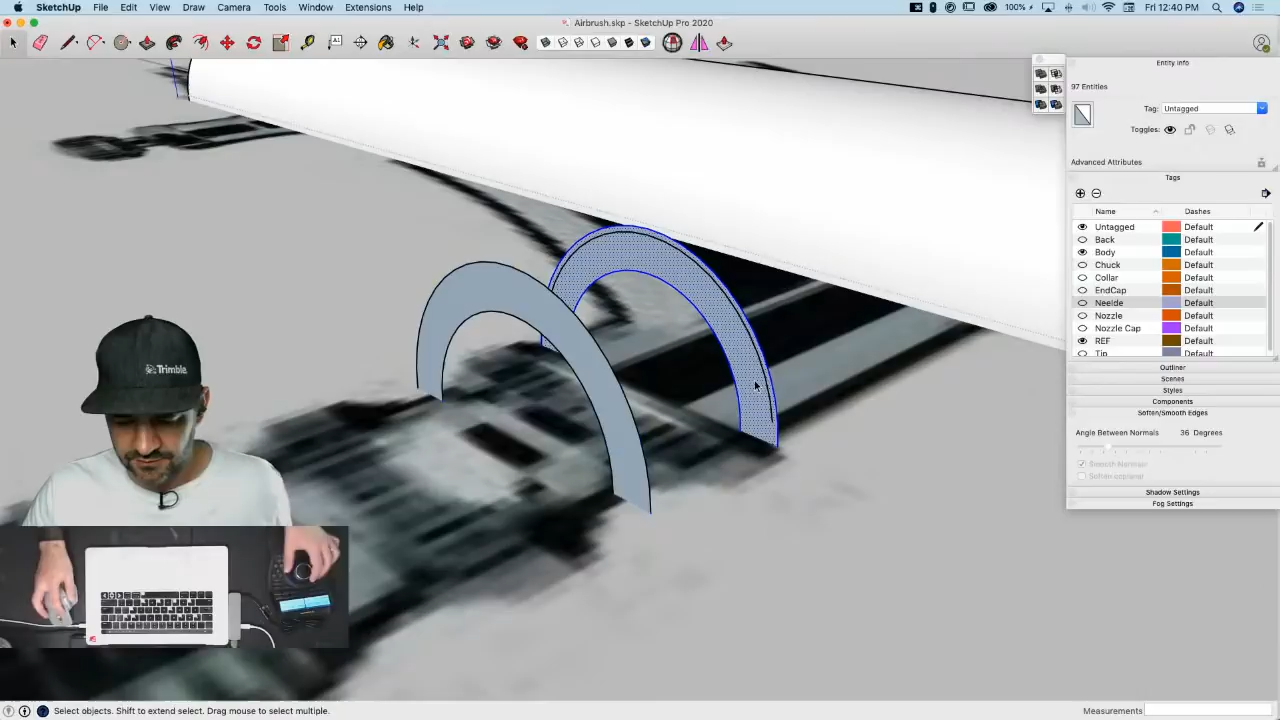 SketchUp File Edit View Draw Camera Tools Window Extensions Help 100% Fri 12:40 PM
Airbrush.skp - SketchUp Pro 2020
Entity Info
97 Entities
Tag: Untagged
Toggles:
Advanced Attributes
Tags
Name Dashes
Untagged Default
Back Default
Body Default
Chuck Default
Collar Default
EndCap Default
Neelde Default
Nozzle Default
Nozzle Cap Default
REF Default
Tip Default
Outliner
Scenes
Styles
Components
Soften/Smooth Edges
Angle Between Normals 36 Degrees
Smooth Normals
Soften coplanar
Shadow Settings
Fog Settings
Trimble.
Select objects. Shift to extend select. Drag mouse to select multiple.
Measurements